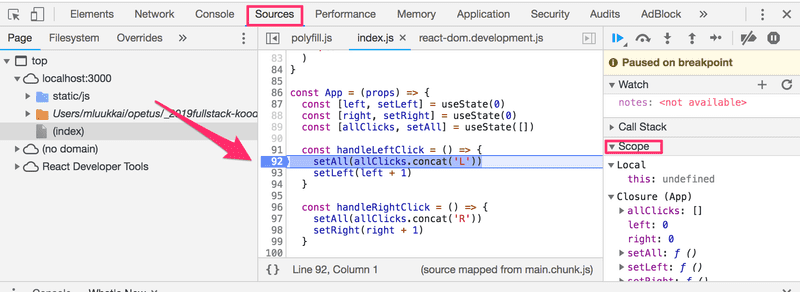 Elements Network Console Sources Performance Memory Application Security Audits AdBlock »
Page Filesystem Overrides »
top
localhost:3000
static/js
Users/mluukkai/opetus/_2019fullstack-kood
(index)
(no domain)
React Developer Tools
polyfill.js index.js × react-dom.development.js
83 )
84 }
85
86 const App = (props) => {
87 const [left, setLeft] = useState(0)
88 const [right, setRight] = useState(0)
89 const [allClicks, setAll] = useState([])
90
91 const handleLeftClick = () => {
92 setAll(allClicks.concat('L'))
93 setLeft(left + 1)
94 }
95
96 const handleRightClick = () => {
97 setAll(allClicks.concat('R'))
98 setRight(right + 1)
99 }
100
{} Line 92, Column 1 (source mapped from main.chunk.js)
Paused on breakpoint
Watch
notes: <not available>
Call Stack
Scope
Local
this: undefined
Closure (App)
allClicks: []
left: 0
right: 0
setAll: ƒ ()
setLeft: ƒ ()
setRight: ƒ ()
Console What's New ×